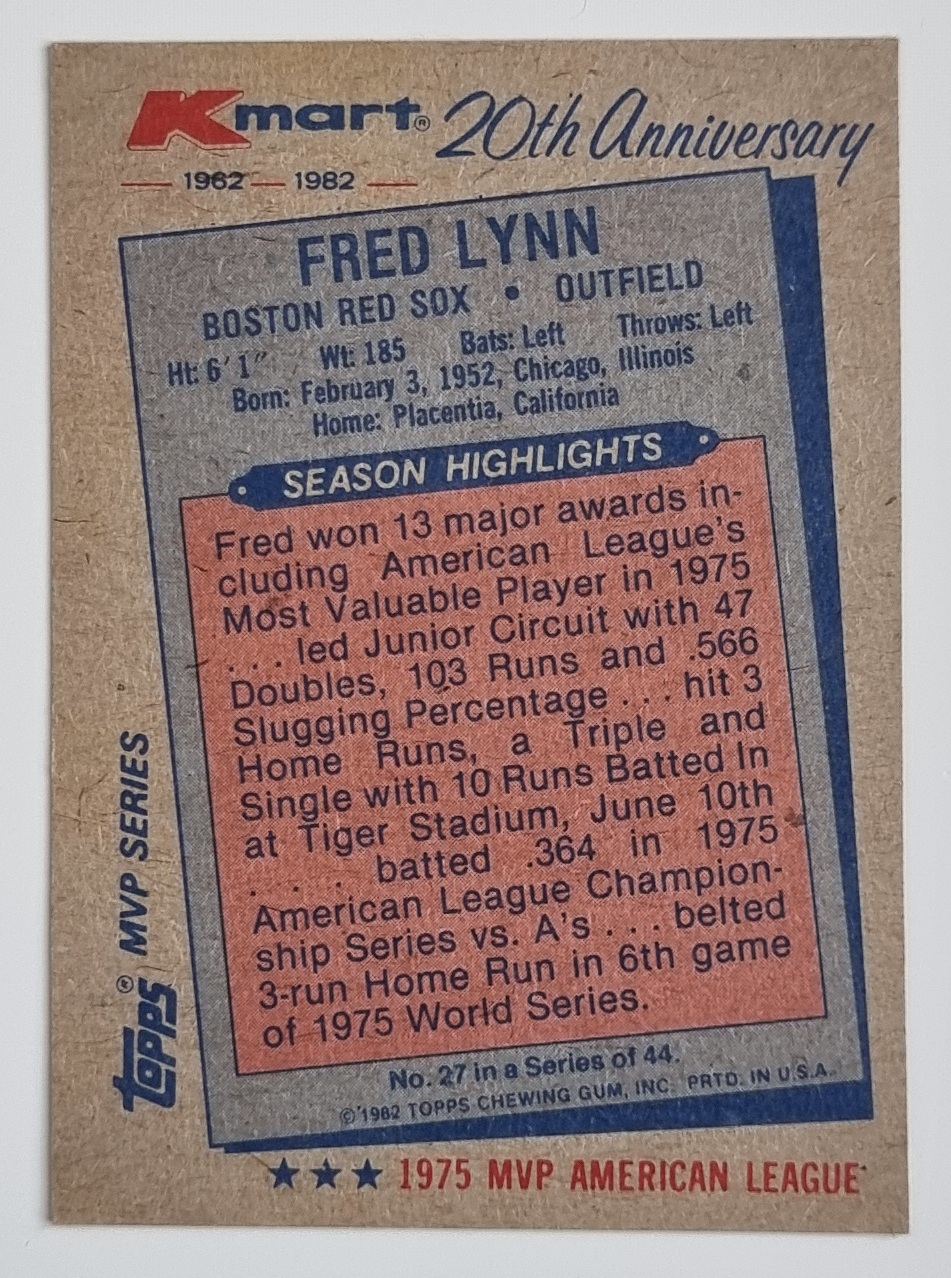 Kmart® 20th Anniversary
1962 — 1982
FRED LYNN
BOSTON RED SOX • OUTFIELD
Ht: 6'1" Wt: 185 Bats: Left Throws: Left
Born: February 3, 1952, Chicago, Illinois
Home: Placentia, California
SEASON HIGHLIGHTS
Fred won 13 major awards in-
cluding American League's
Most Valuable Player in 1975
. . . led Junior Circuit with 47
Doubles, 103 Runs and .566
Slugging Percentage . . . hit 3
Home Runs, a Triple and
Single with 10 Runs Batted In
at Tiger Stadium, June 10th
. . . batted .364 in 1975
American League Champion-
ship Series vs. A's . . . belted
3-run Home Run in 6th game
of 1975 World Series.
No. 27 in a Series of 44.
©1982 TOPPS CHEWING GUM, INC. PRTD. IN U.S.A.
TOPPS® MVP SERIES
★★★ 1975 MVP AMERICAN LEAGUE